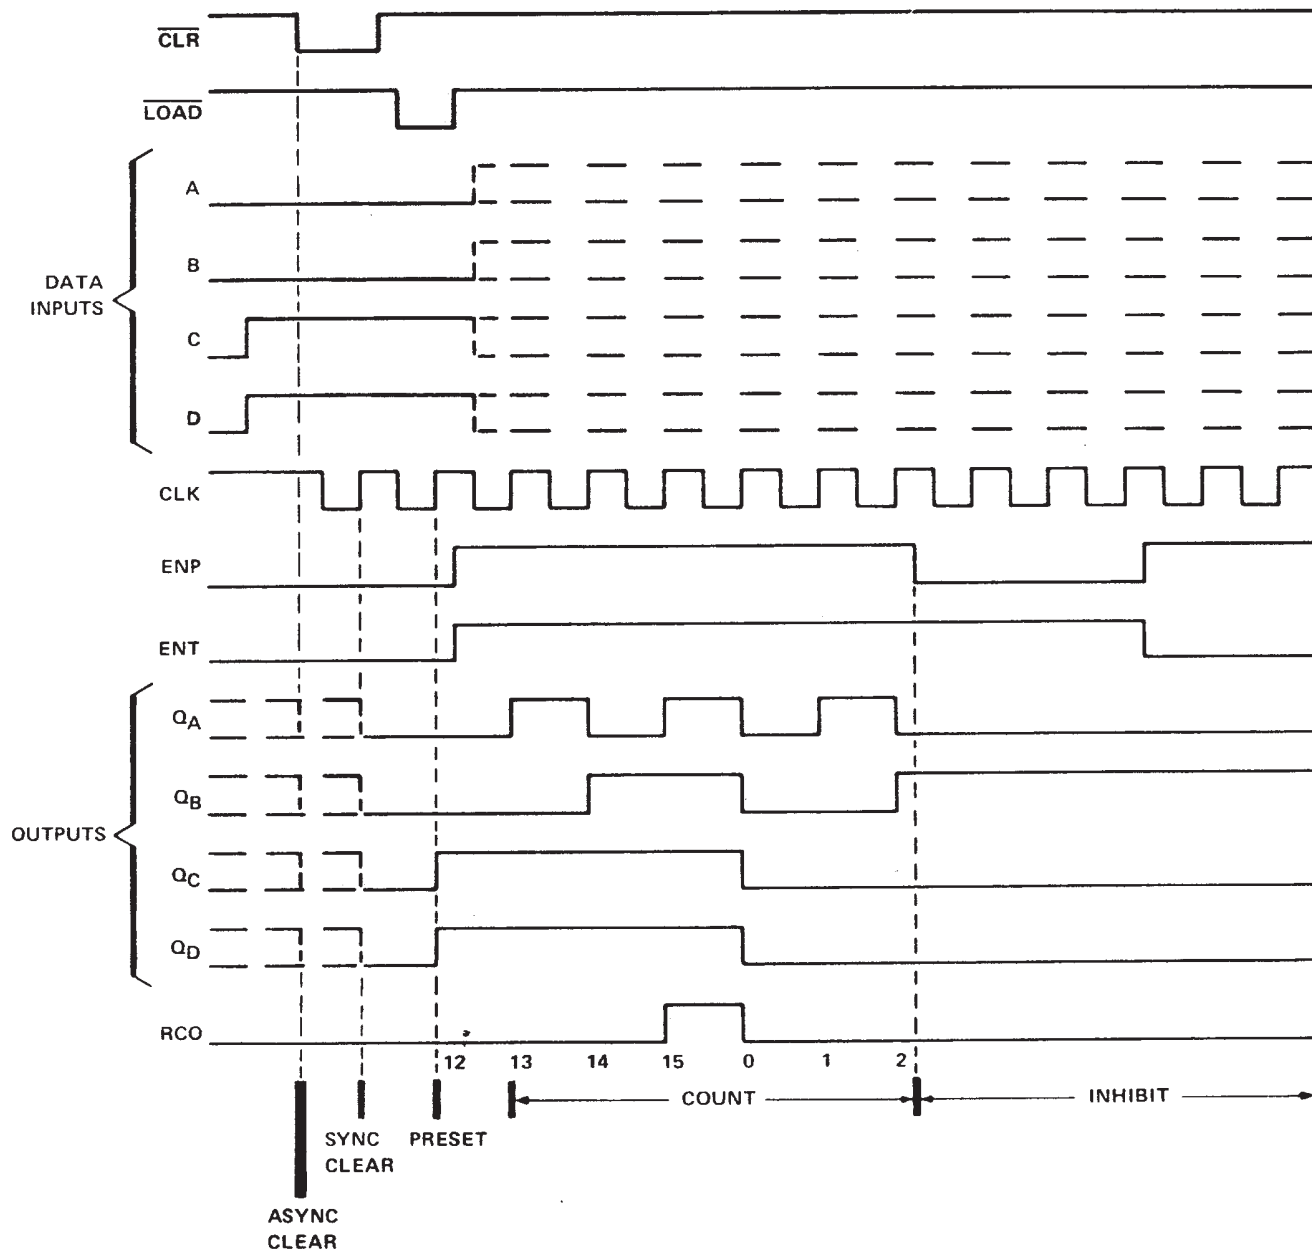 CLR
LOAD
A
B
DATA
INPUTS
C
D
CLK
ENP
ENT
QA
QB
OUTPUTS
QC
QD
RCO
12 13 14 15 0 1 2
COUNT INHIBIT
SYNC
CLEAR
PRESET
ASYNC
CLEAR